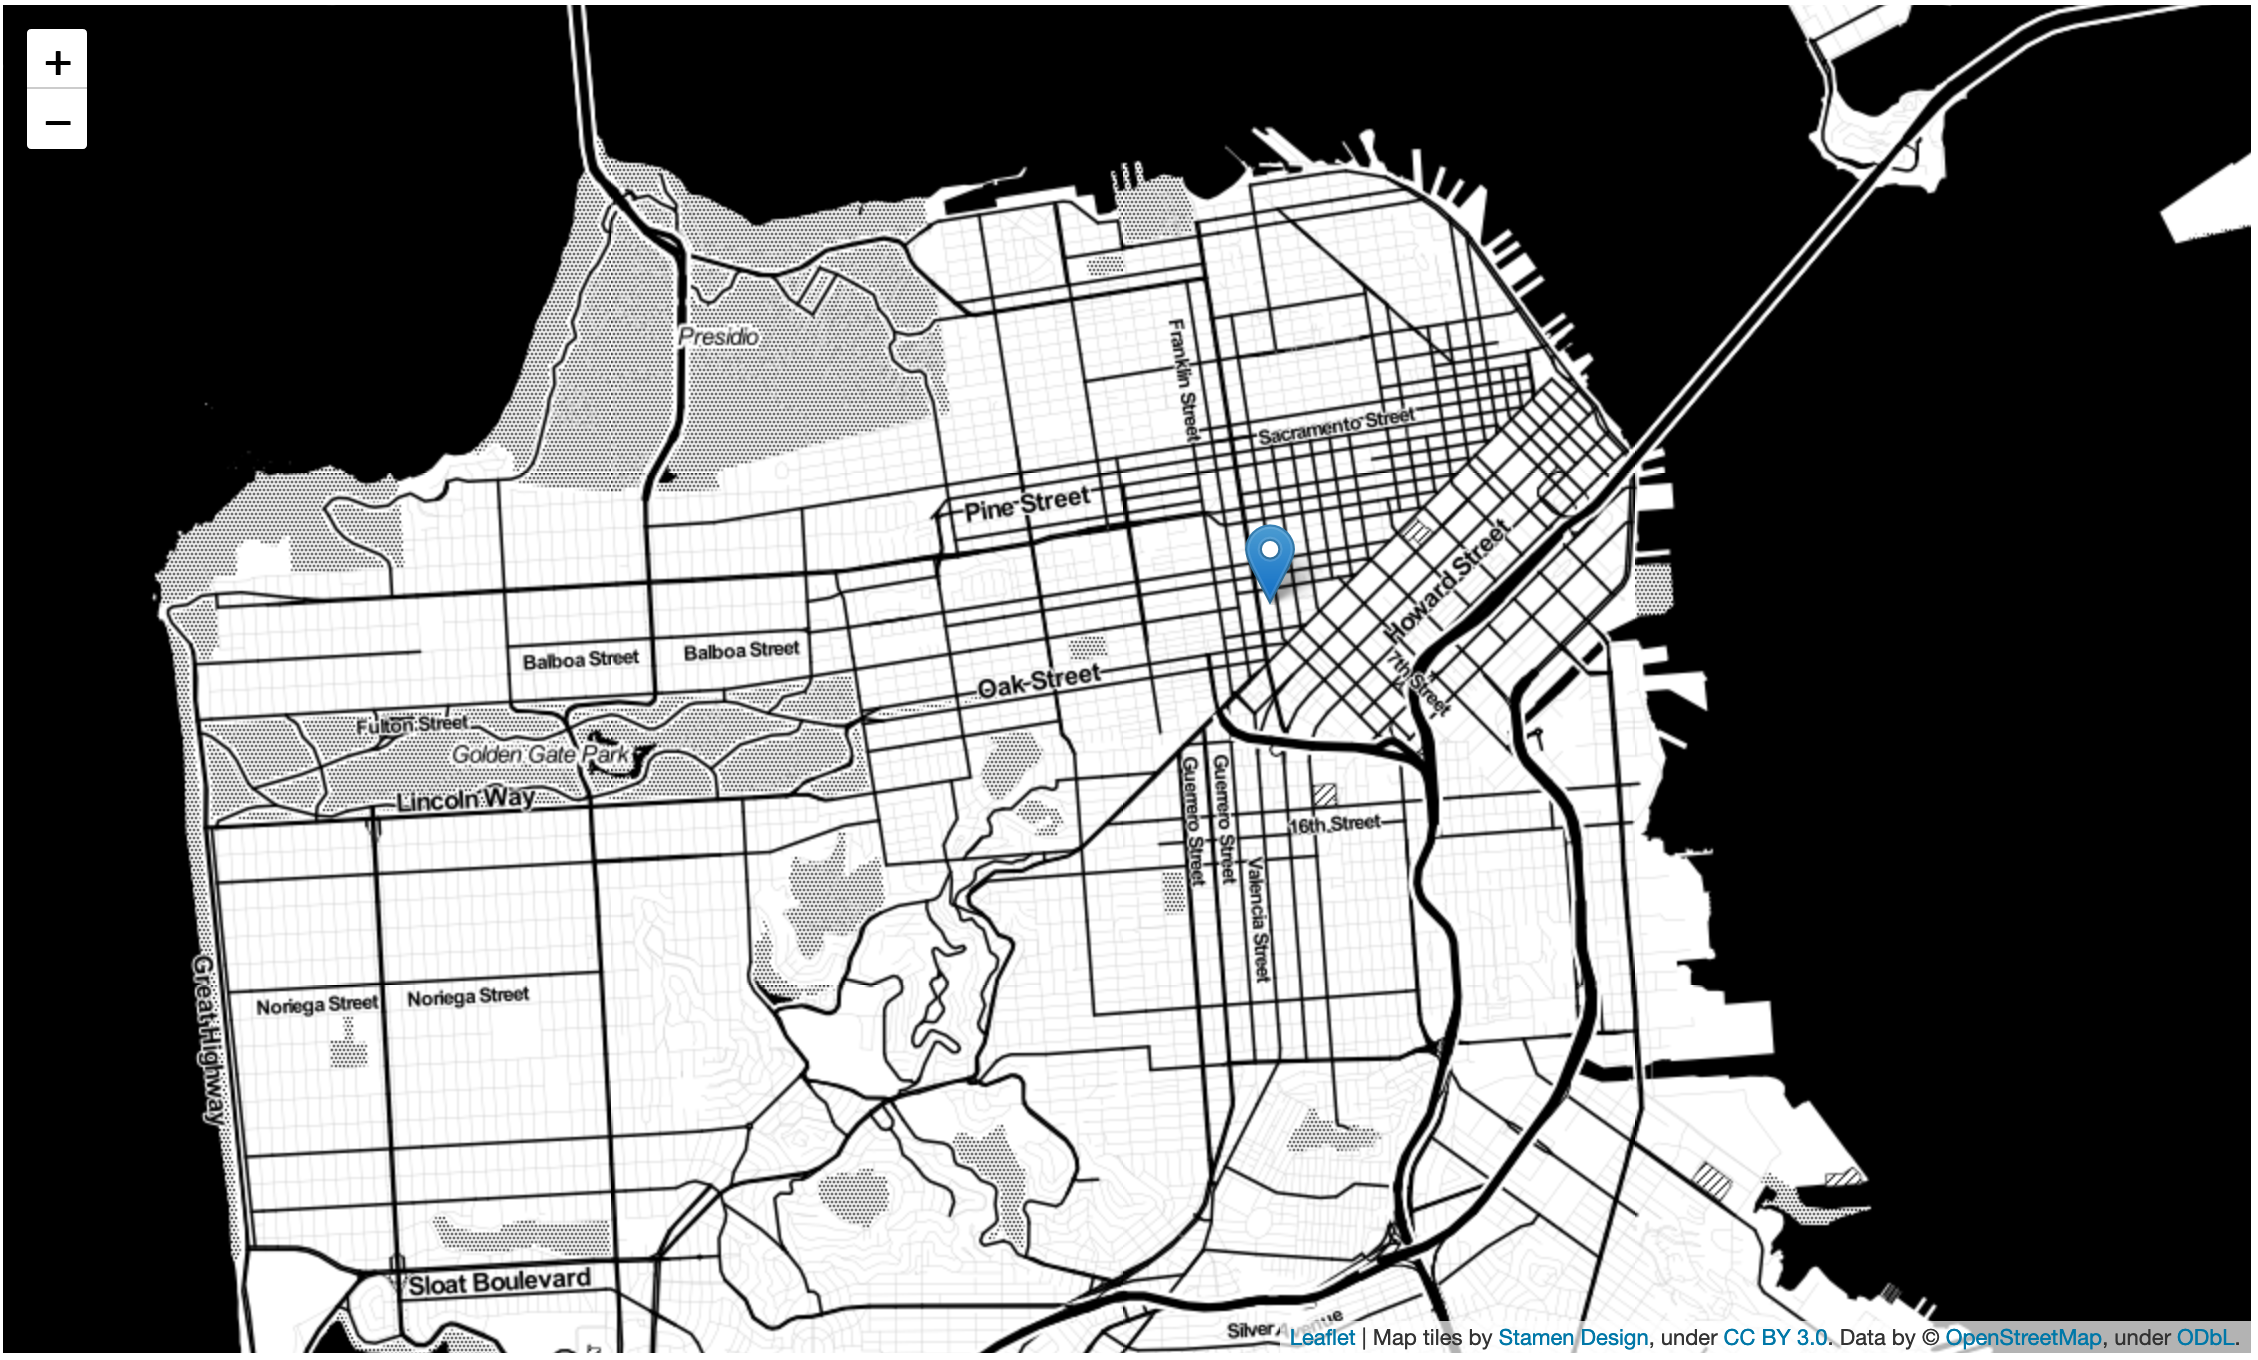 +
−
Presidio
Franklin Street
Sacramento Street
Pine Street
Howard Street
Balboa Street
Balboa Street
7th Street
Oak Street
Fulton Street
Golden Gate Park
Lincoln Way
Guerrero Street
Guerrero Street
16th Street
Valencia Street
Great Highway
Noriega Street
Noriega Street
Sloat Boulevard
Silver Avenue
Leaflet | Map tiles by Stamen Design, under CC BY 3.0. Data by © OpenStreetMap, under ODbL.